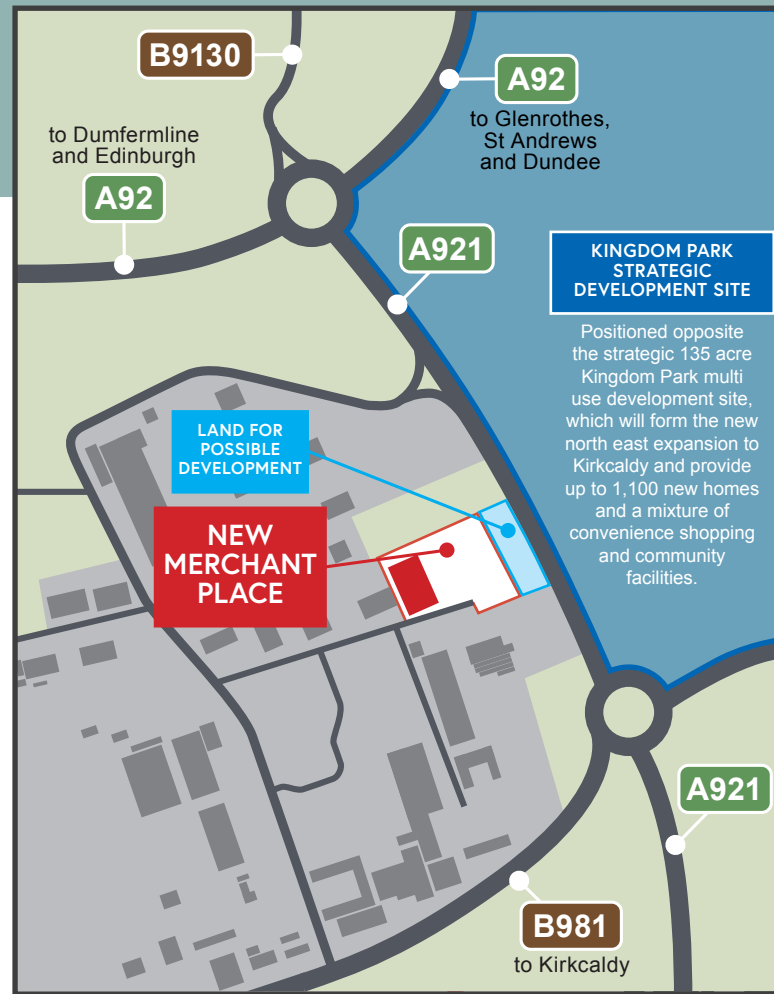 B9130
A92
to Glenrothes,
St Andrews
and Dundee
to Dumfermline
and Edinburgh
A92
A921
KINGDOM PARK
STRATEGIC
DEVELOPMENT SITE
Positioned opposite
the strategic 135 acre
Kingdom Park multi
use development site,
which will form the new
north east expansion to
Kirkcaldy and provide
up to 1,100 new homes
and a mixture of
convenience shopping
and community
facilities.
LAND FOR
POSSIBLE
DEVELOPMENT
NEW
MERCHANT
PLACE
A921
B981
to Kirkcaldy